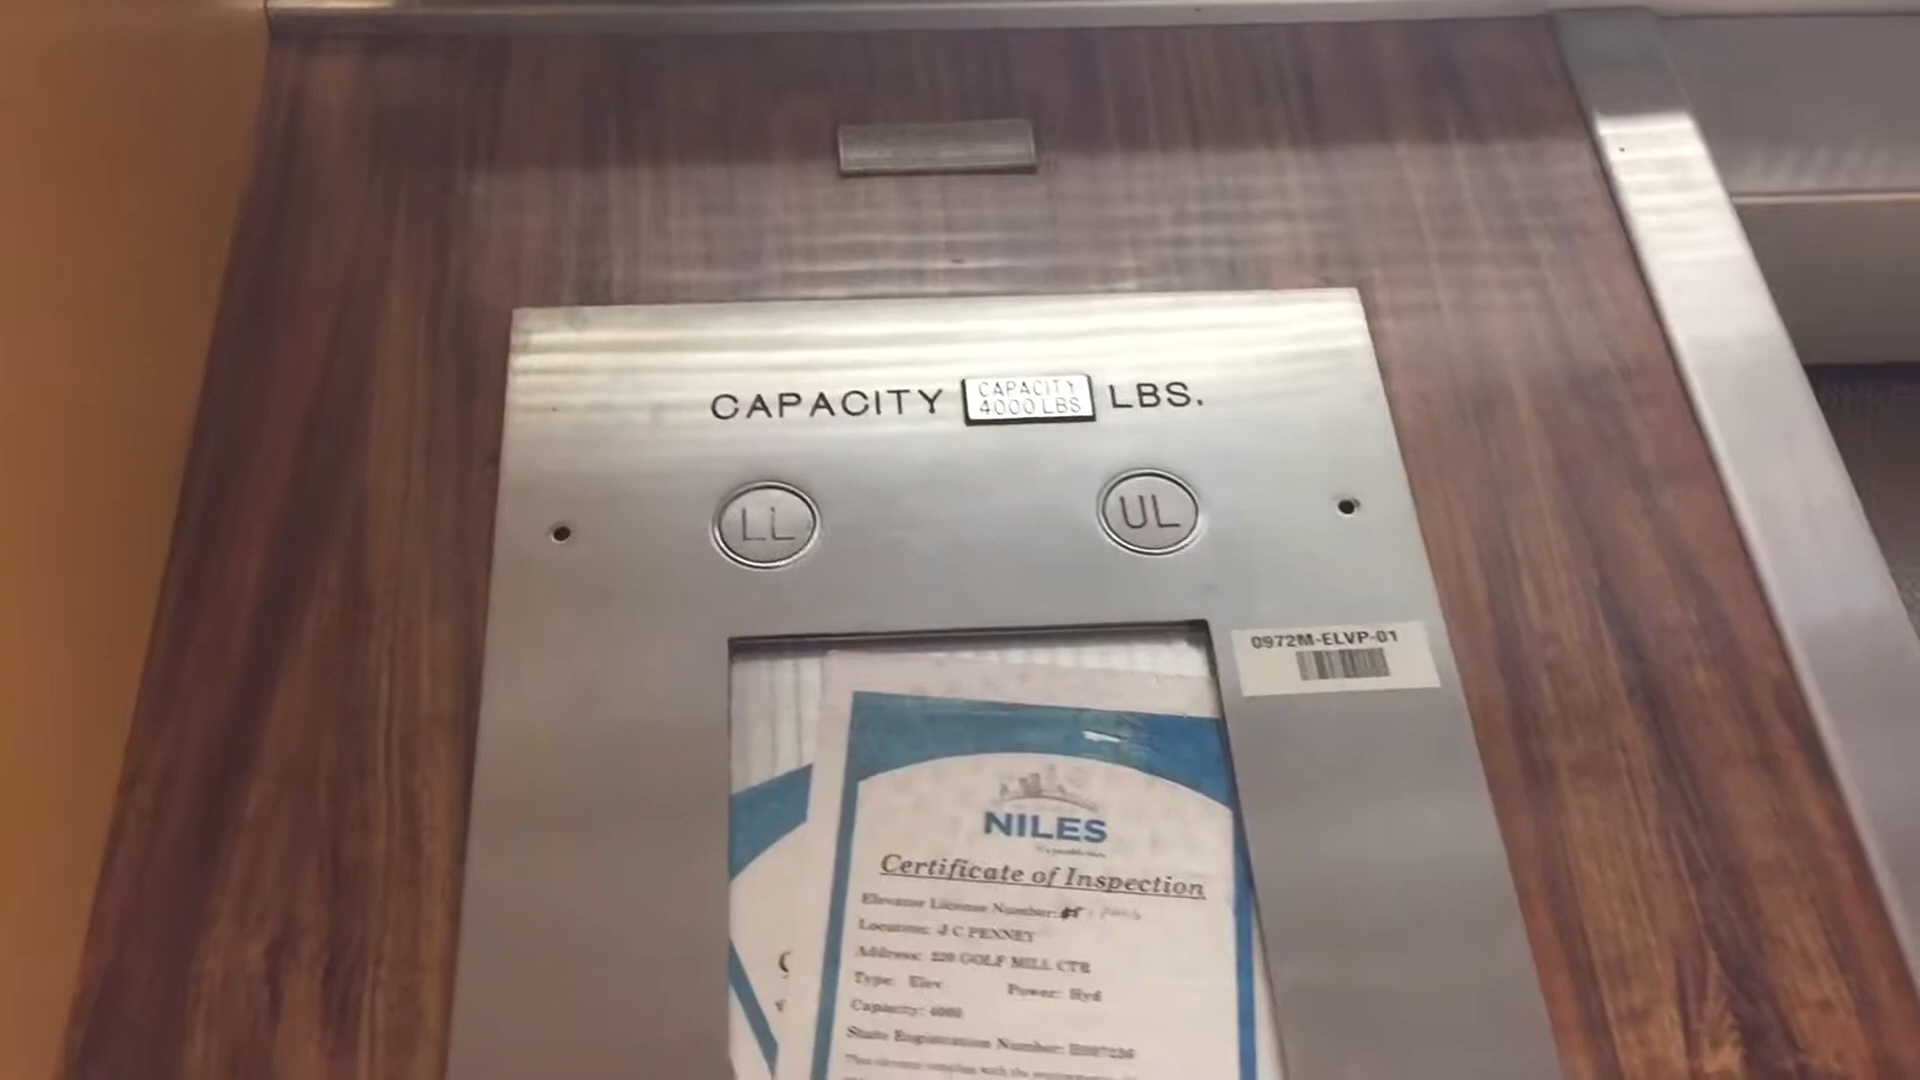 CAPACITY CAPACITY 4000 LBS LBS.
LL UL
0972M-ELVP-01
NILES
Certificate of Inspection
Elevator License Number:
Location: J C PENNEY
Address: 220 GOLF MILL CTR
Type: Elev Power: Hyd
Capacity: 4000
State Registration Number: